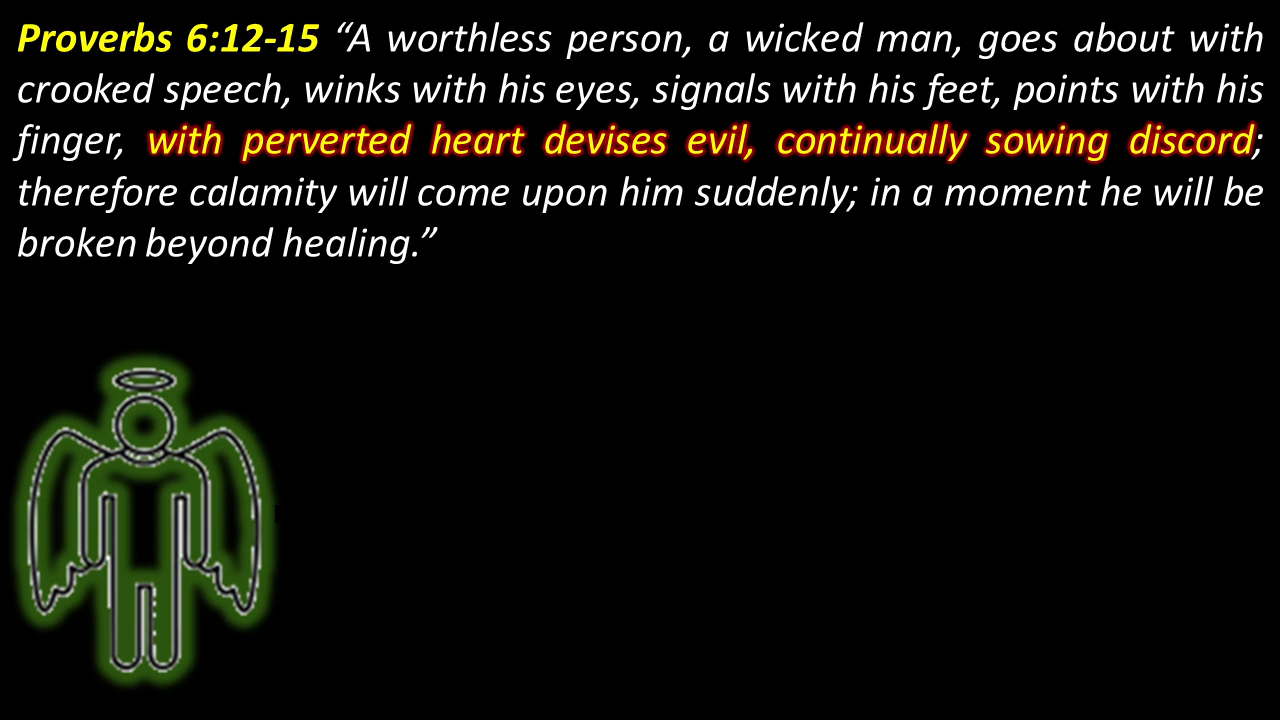 Proverbs 6:12-15 “A worthless person, a wicked man, goes about with
crooked speech, winks with his eyes, signals with his feet, points with his
finger, with perverted heart devises evil, continually sowing discord;
therefore calamity will come upon him suddenly; in a moment he will be
broken beyond healing.”